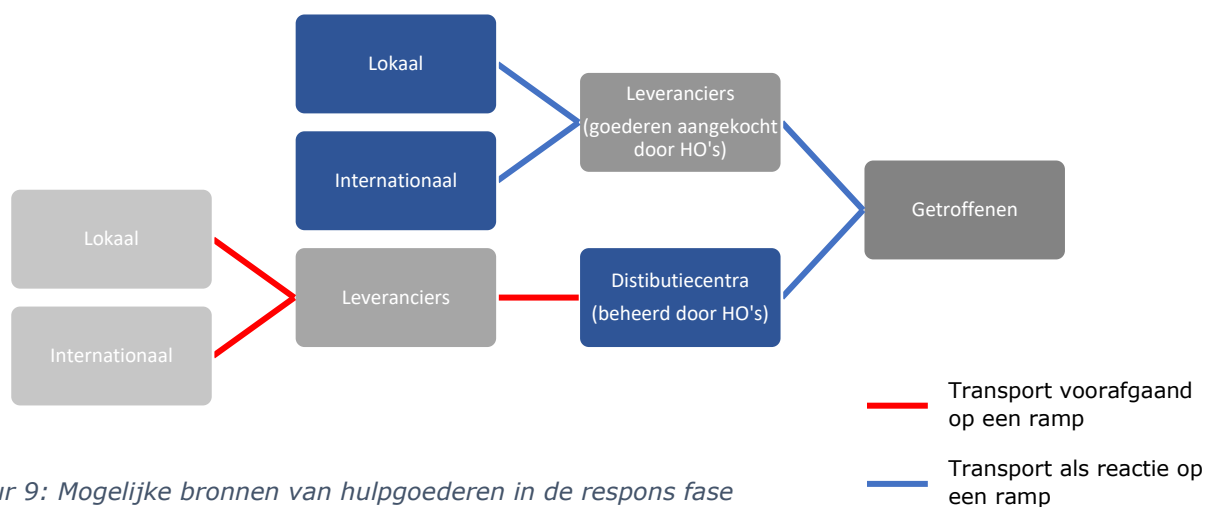 Lokaal
Internationaal
Leveranciers
(goederen aangekocht
door HO's)
Getroffenen
Lokaal
Internationaal
Leveranciers
Distibutiecentra
(beheerd door HO's)
Transport voorafgaand
op een ramp
Transport als reactie op
een ramp
ur 9: Mogelijke bronnen van hulpgoederen in de respons fase